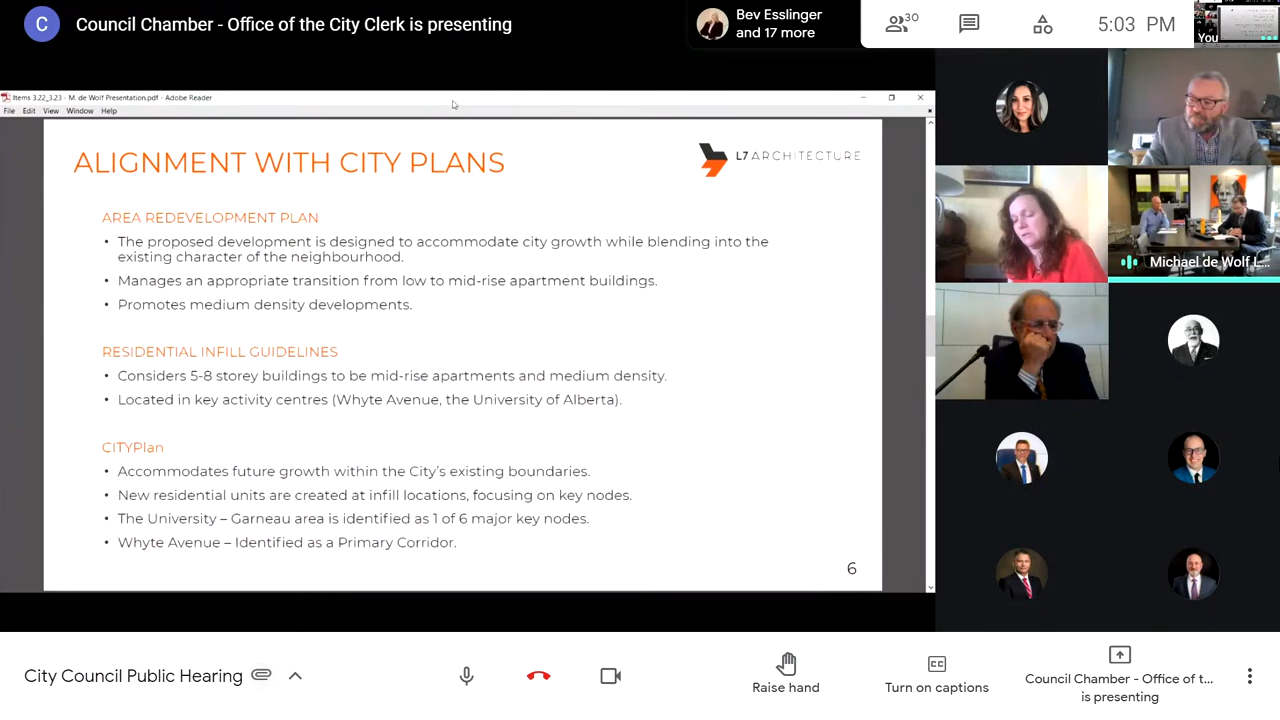 C
Council Chamber - Office of the City Clerk is presenting
Bev Esslinger
and 17 more
30
5:03 PM
You
Items 3.22_3.23 - M. de Wolf Presentation.pdf - Adobe Reader
File Edit View Window Help
ALIGNMENT WITH CITY PLANS
L7 ARCHITECTURE
AREA REDEVELOPMENT PLAN
• The proposed development is designed to accommodate city growth while blending into the
existing character of the neighbourhood.
• Manages an appropriate transition from low to mid-rise apartment buildings.
• Promotes medium density developments.
RESIDENTIAL INFILL GUIDELINES
• Considers 5-8 storey buildings to be mid-rise apartments and medium density.
• Located in key activity centres (Whyte Avenue, the University of Alberta).
CITYPlan
• Accommodates future growth within the City's existing boundaries.
• New residential units are created at infill locations, focusing on key nodes.
• The University – Garneau area is identified as 1 of 6 major key nodes.
• Whyte Avenue – Identified as a Primary Corridor.
6
Michael de Wolf L...
City Council Public Hearing
Raise hand
CC
Turn on captions
Council Chamber - Office of t...
is presenting